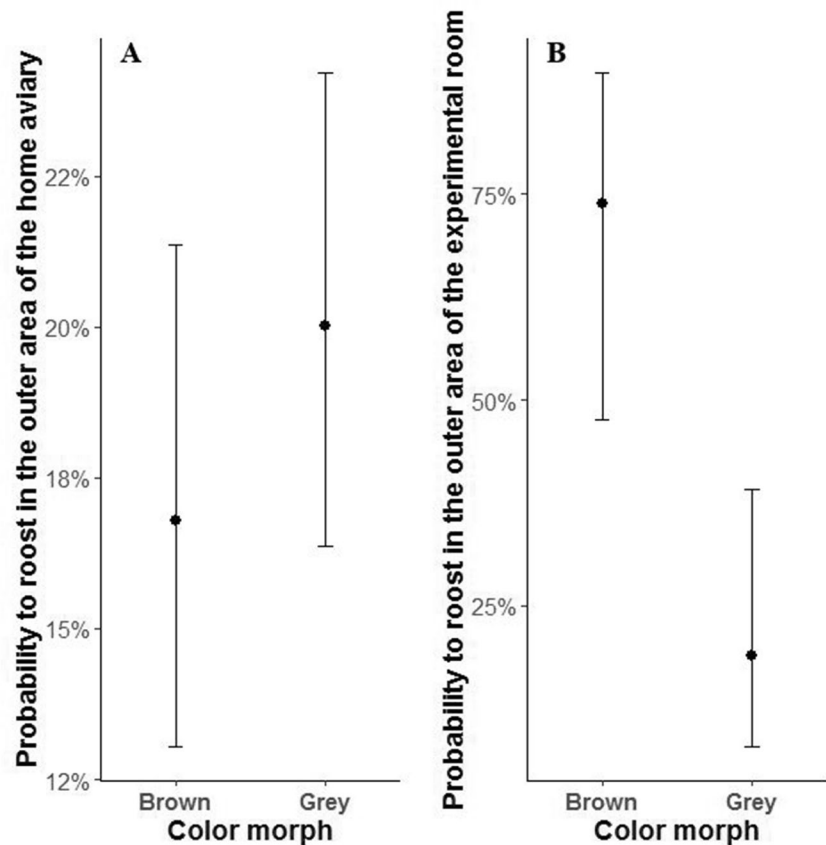 A
Probability to roost in the outer area of the home aviary
22%
20%
18%
15%
12%
Brown Grey
Color morph
B
Probability to roost in the outer area of the experimental room
75%
50%
25%
Brown Grey
Color morph